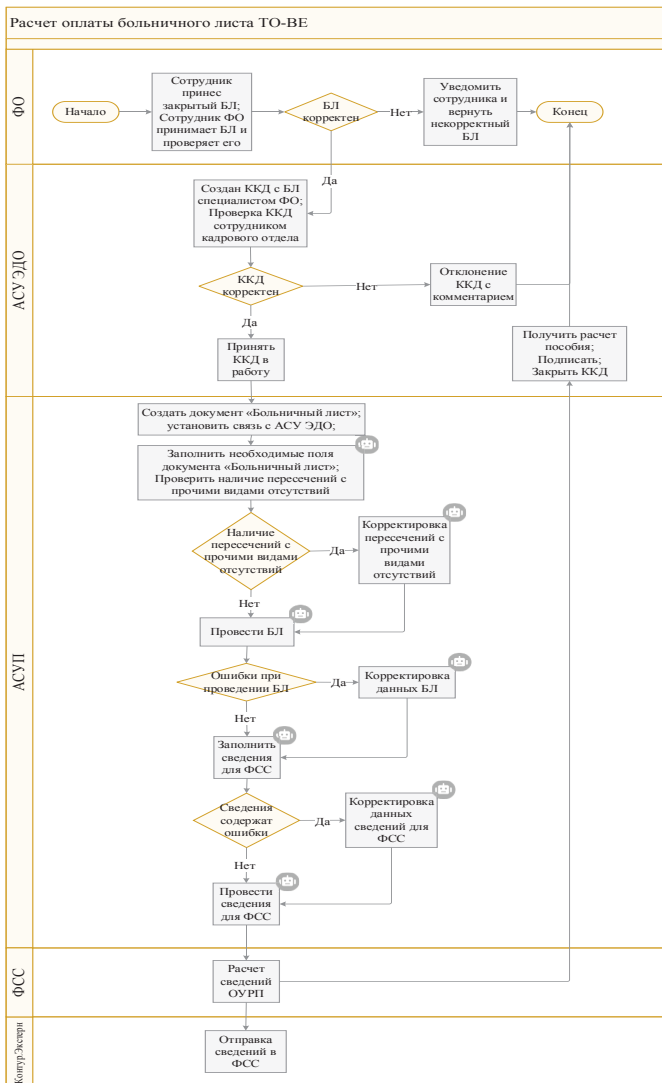 Расчет оплаты больничного листа ТО-ВЕ
ФО
Начало
Сотрудник
принес
закрытый БЛ;
Сотрудник ФО
принимает БЛ и
проверяет его
БЛ
корректен
Нет
Уведомить
сотрудника и
вернуть
некорректный
БЛ
Конец
Да
АСУ ЭДО
Создан ККД с БЛ
специалистом ФО;
Проверка ККД
сотрудником
кадрового отдела
ККД
корректен
Нет
Отклонение
ККД с
комментарием
Да
Принять
ККД в
работу
Получить расчет
пособия;
Подписать;
Закрыть ККД
АСУП
Создать документ «Больничный лист»;
установить связь с АСУ ЭДО;
Заполнить необходимые поля
документа «Больничный лист»;
Проверить наличие пересечений с
прочими видами отсутствий
Наличие
пересечений с
прочими видами
отсутствий
Да
Корректировка
пересечений с
прочими
видами
отсутствий
Нет
Провести БЛ
Ошибки при
проведении БЛ
Да
Корректировка
данных БЛ
Нет
Заполнить
сведения
для ФСС
Сведения
содержат
ошибки
Да
Корректировка
данных
сведений для
ФСС
Нет
Провести
сведения
для ФСС
ФСС
Расчет
сведений
ОУРП
Контур.Экстерн
Отправка
сведений в
ФСС